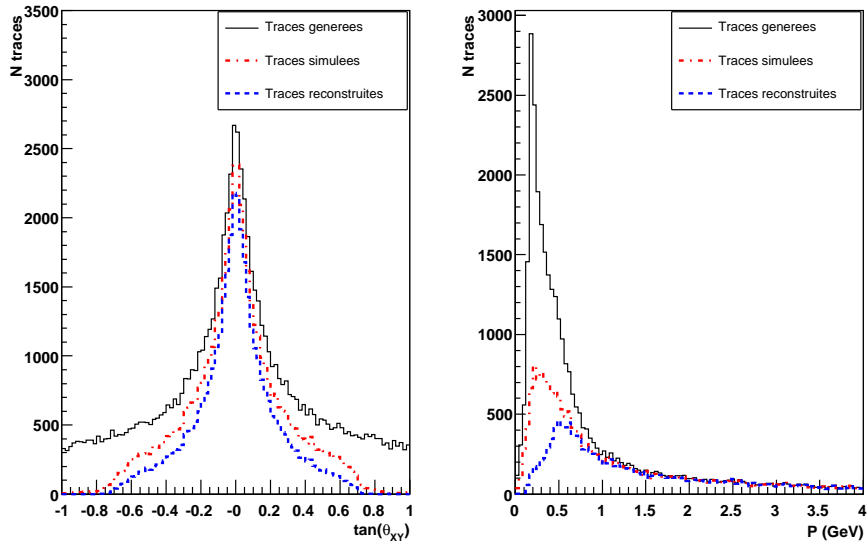 N traces
3500
3000
2500
2000
1500
1000
500
0
Traces generees
Traces simulees
Traces reconstruites
-1 -0.8 -0.6 -0.4 -0.2 -0 0.2 0.4 0.6 0.8 1
tan(θXY)
N traces
3000
2500
2000
1500
1000
500
0
Traces generees
Traces simulees
Traces reconstruites
0 0.5 1 1.5 2 2.5 3 3.5 4
P (GeV)